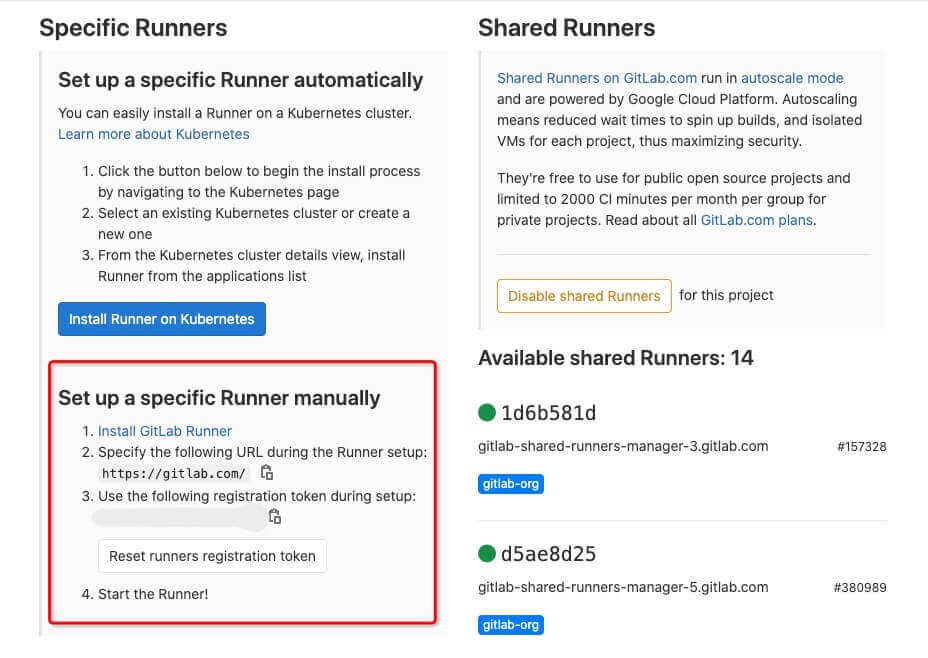 Specific Runners
Set up a specific Runner automatically
You can easily install a Runner on a Kubernetes cluster.
Learn more about Kubernetes
1. Click the button below to begin the install process
by navigating to the Kubernetes page
2. Select an existing Kubernetes cluster or create a
new one
3. From the Kubernetes cluster details view, install
Runner from the applications list
Install Runner on Kubernetes
Set up a specific Runner manually
1. Install GitLab Runner
2. Specify the following URL during the Runner setup:
https://gitlab.com/
3. Use the following registration token during setup:
Reset runners registration token
4. Start the Runner!
Shared Runners
Shared Runners on GitLab.com run in autoscale mode
and are powered by Google Cloud Platform. Autoscaling
means reduced wait times to spin up builds, and isolated
VMs for each project, thus maximizing security.
They're free to use for public open source projects and
limited to 2000 CI minutes per month per group for
private projects. Read about all GitLab.com plans.
Disable shared Runners for this project
Available shared Runners: 14
1d6b581d
gitlab-shared-runners-manager-3.gitlab.com #157328
gitlab-org
d5ae8d25
gitlab-shared-runners-manager-5.gitlab.com #380989
gitlab-org